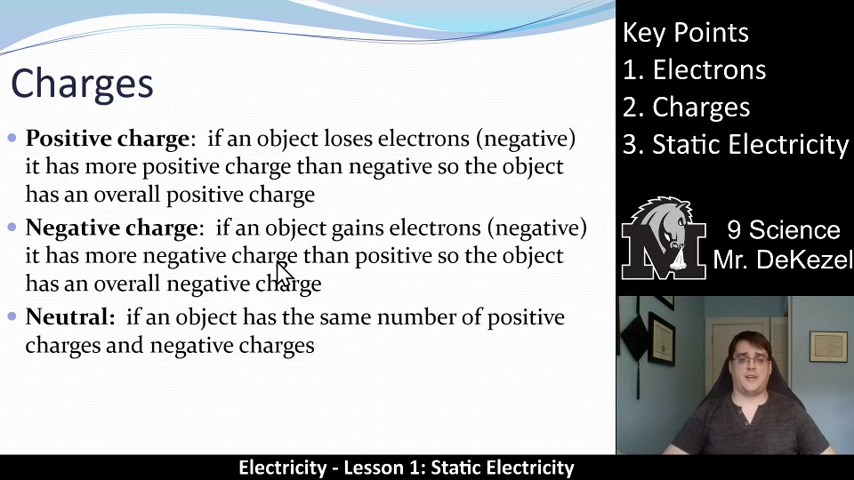 Charges
• Positive charge: if an object loses electrons (negative)
it has more positive charge than negative so the object
has an overall positive charge
• Negative charge: if an object gains electrons (negative)
it has more negative charge than positive so the object
has an overall negative charge
• Neutral: if an object has the same number of positive
charges and negative charges
Key Points
1. Electrons
2. Charges
3. Static Electricity
M
9 Science
Mr. DeKezel
Electricity - Lesson 1: Static Electricity